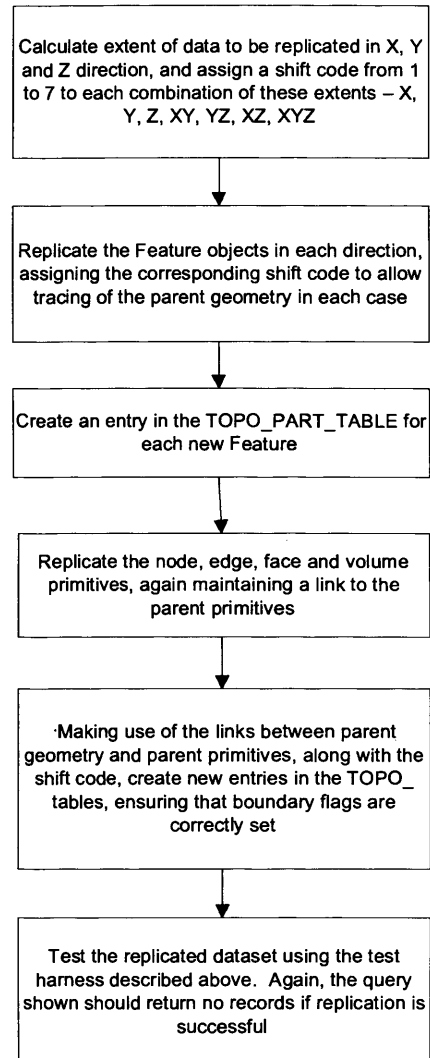 Calculate extent of data to be replicated in X, Y
and Z direction, and assign a shift code from 1
to 7 to each combination of these extents – X,
Y, Z, XY, YZ, XZ, XYZ
Replicate the Feature objects in each direction,
assigning the corresponding shift code to allow
tracing of the parent geometry in each case
Create an entry in the TOPO_PART_TABLE for
each new Feature
Replicate the node, edge, face and volume
primitives, again maintaining a link to the
parent primitives
Making use of the links between parent
geometry and parent primitives, along with the
shift code, create new entries in the TOPO_
tables, ensuring that boundary flags are
correctly set
Test the replicated dataset using the test
harness described above. Again, the query
shown should return no records if replication is
successful